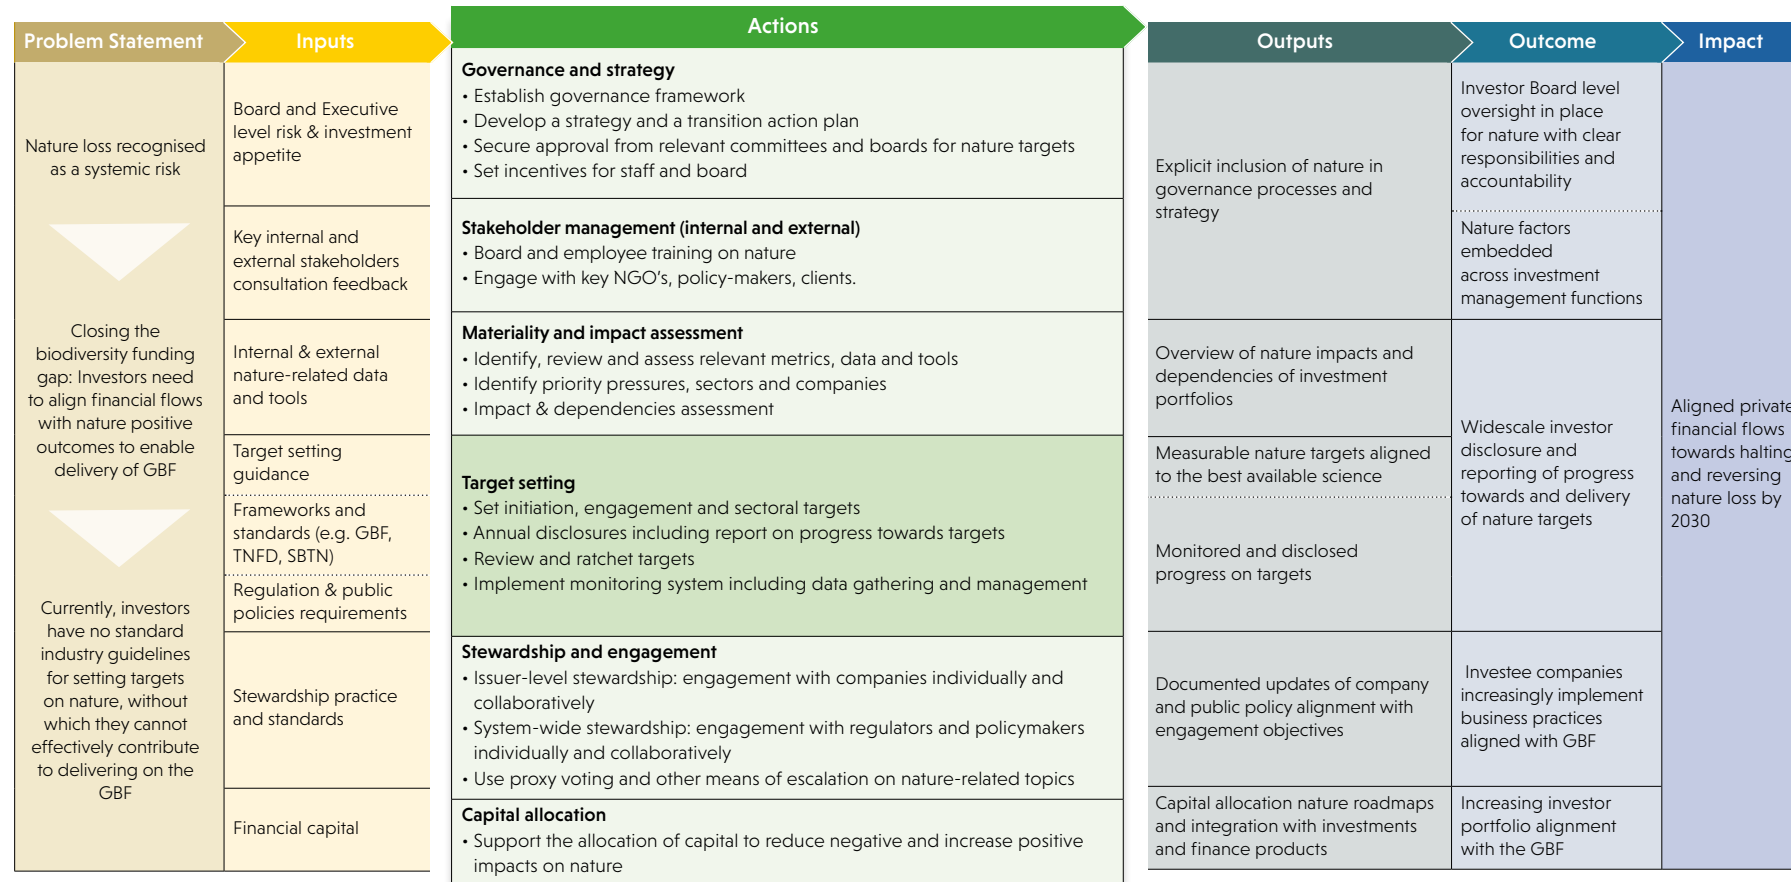 Problem Statement
Nature loss recognised
as a systemic risk
Closing the
biodiversity funding
gap: Investors need
to align financial flows
with nature positive
outcomes to enable
delivery of GBF
Currently, investors
have no standard
industry guidelines
for setting targets
on nature, without
which they cannot
effectively contribute
to delivering on the
GBF
Inputs
Board and Executive
level risk & investment
appetite
Key internal and
external stakeholders
consultation feedback
Internal & external
nature-related data
and tools
Target setting
guidance
Frameworks and
standards (e.g. GBF,
TNFD, SBTN)
Regulation & public
policies requirements
Stewardship practice
and standards
Financial capital
Actions
Governance and strategy
• Establish governance framework
• Develop a strategy and a transition action plan
• Secure approval from relevant committees and boards for nature targets
• Set incentives for staff and board
Stakeholder management (internal and external)
• Board and employee training on nature
• Engage with key NGO's, policy-makers, clients.
Materiality and impact assessment
• Identify, review and assess relevant metrics, data and tools
• Identify priority pressures, sectors and companies
• Impact & dependencies assessment
Target setting
• Set initiation, engagement and sectoral targets
• Annual disclosures including report on progress towards targets
• Review and ratchet targets
• Implement monitoring system including data gathering and management
Stewardship and engagement
• Issuer-level stewardship: engagement with companies individually and
collaboratively
• System-wide stewardship: engagement with regulators and policymakers
individually and collaboratively
• Use proxy voting and other means of escalation on nature-related topics
Capital allocation
• Support the allocation of capital to reduce negative and increase positive
impacts on nature
Outputs
Explicit inclusion of nature in
governance processes and
strategy
Overview of nature impacts and
dependencies of investment
portfolios
Measurable nature targets aligned
to the best available science
Monitored and disclosed
progress on targets
Documented updates of company
and public policy alignment with
engagement objectives
Capital allocation nature roadmaps
and integration with investments
and finance products
Outcome
Investor Board level
oversight in place
for nature with clear
responsibilities and
accountability
Nature factors
embedded
across investment
management functions
Widescale investor
disclosure and
reporting of progress
towards and delivery
of nature targets
Investee companies
increasingly implement
business practices
aligned with GBF
Increasing investor
portfolio alignment
with the GBF
Impact
Aligned private
financial flows
towards halting
and reversing
nature loss by
2030